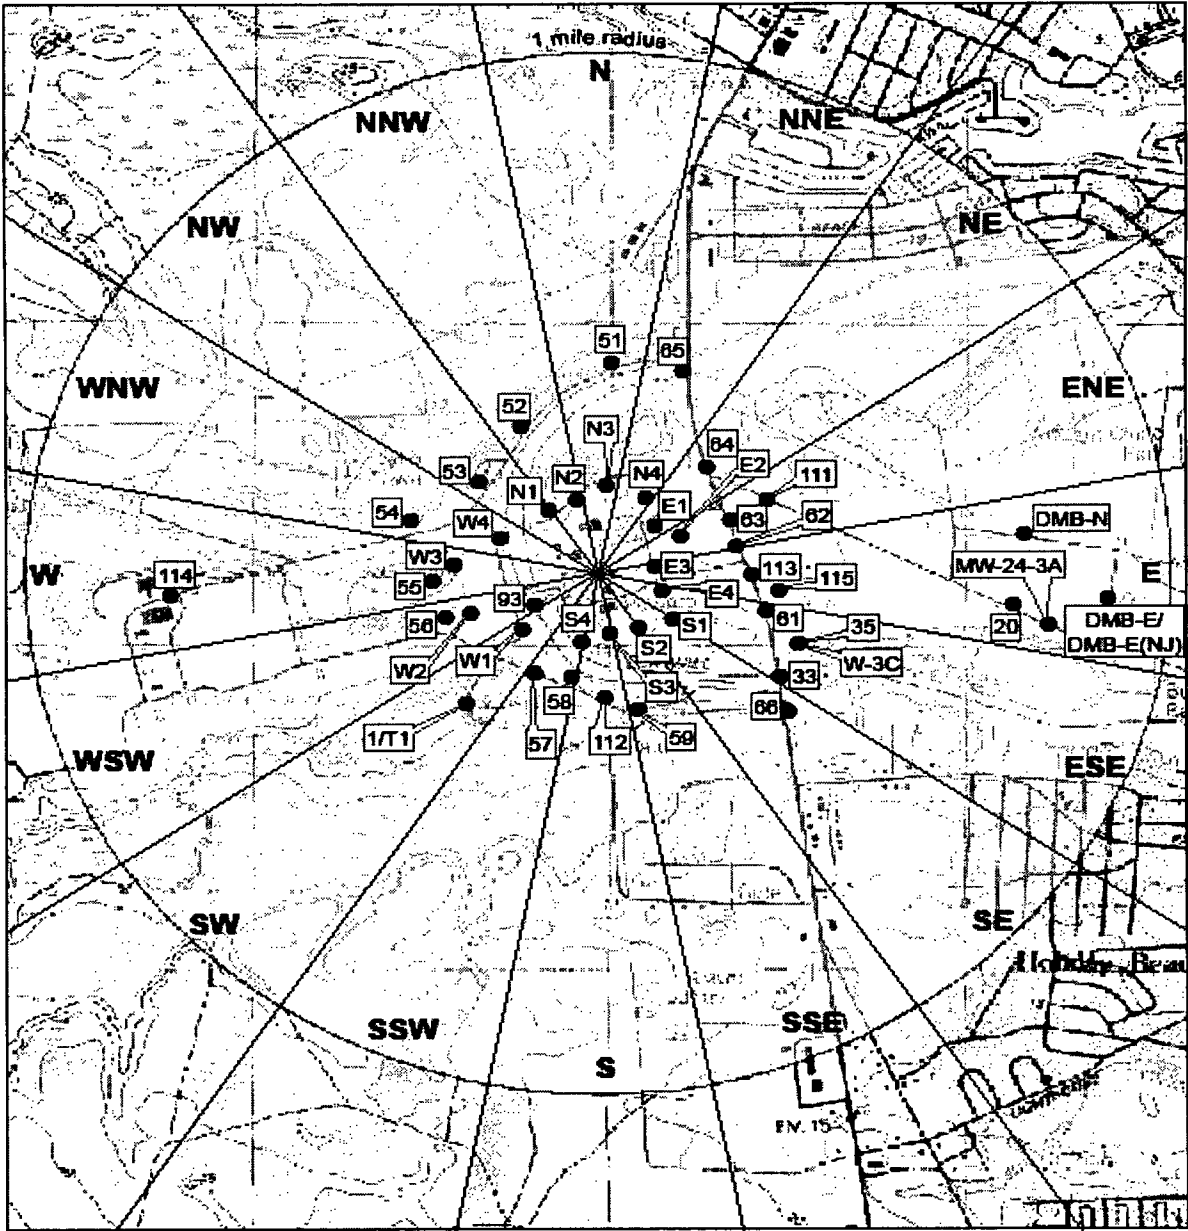 1 mile radius
N
NNW
NNE
NW
NE
51
65
WNW
ENE
52
N3
64
E2
53
N2
N4
111
N1
E1
54
W4
63
62
DMB-N
W3
W
114
55
E3
113
115
MW-24-3A
E
93
E4
56
S4
S1
61
35
20
DMB-E/
DMB-E(NJ)
W2
W1
S2
W-3C
58
S3
33
66
1/T1
57
112
59
WSW
ESE
SW
SE
Holiday Beac
SSW
SSE
S